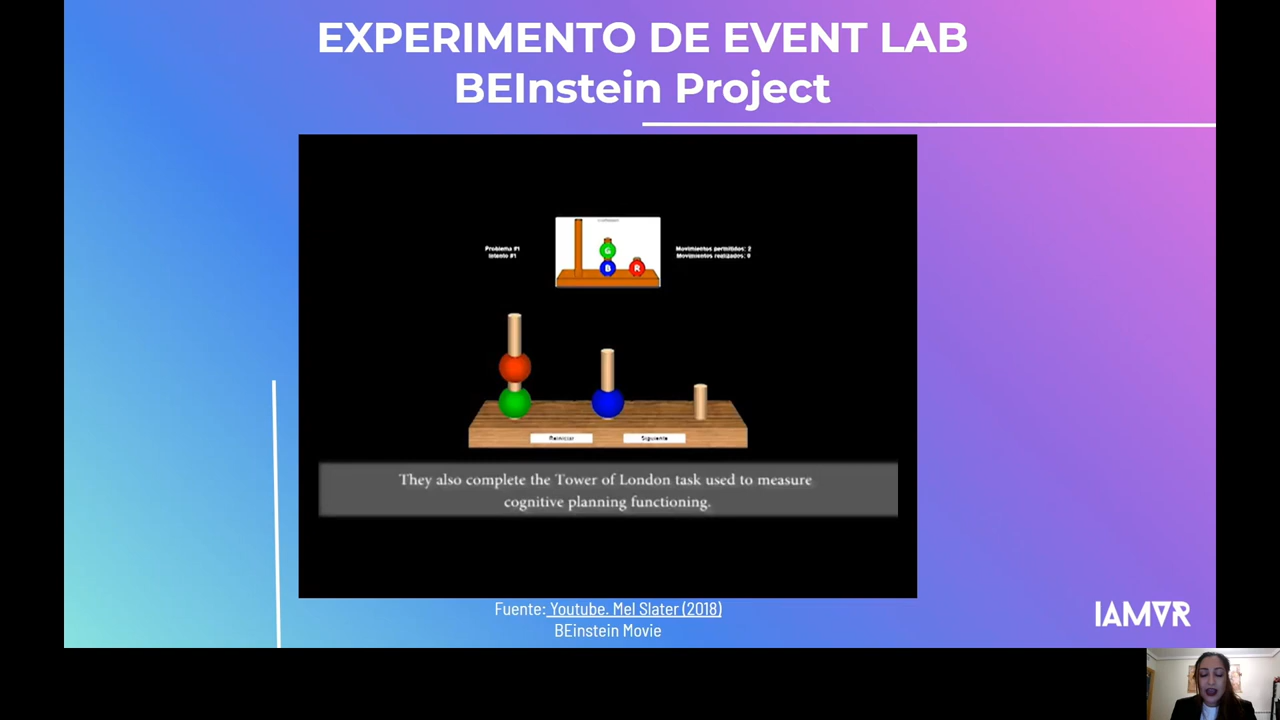 EXPERIMENTO DE EVENT LAB
BEInstein Project
Problema #1
Intento #1
G
B
R
Movimientos permitidos: 2
Movimientos realizados: 0
Reiniciar
Siguiente
They also complete the Tower of London task used to measure
cognitive planning functioning.
Fuente: Youtube. Mel Slater (2018)
BEinstein Movie
IAMVR